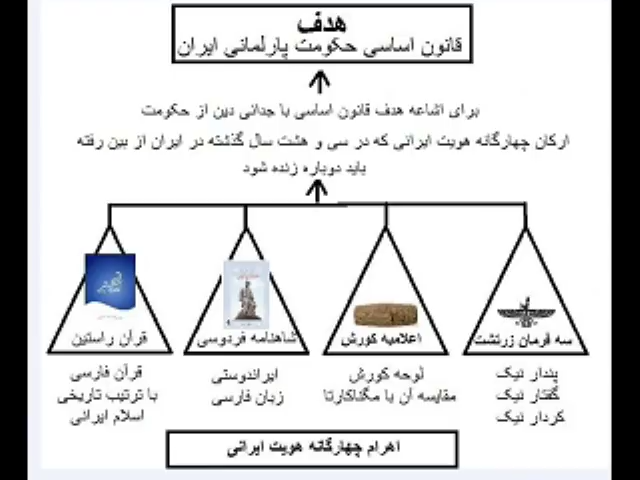 هدف
قانون اساسی حکومت پارلمانی ایران
برای اشاعه هدف قانون اساسی با جدائی دین از حکومت
ارکان چهارگانه هویت ایرانی که در سی و هشت سال گذشته در ایران از بین رفته
باید دوباره زنده شود
سه فرمان زرتشت
پندار نیک
گفتار نیک
کردار نیک
اعلامیه کورش
لوحه کورش
مقایسه آن با مگناکارتا
شاهنامه فردوسی
ایراندوستی
زبان فارسی
قرآن راستین
قرآن فارسی
با ترتیب تاریخی
اسلام ایرانی
اهرام چهارگانه هویت ایرانی